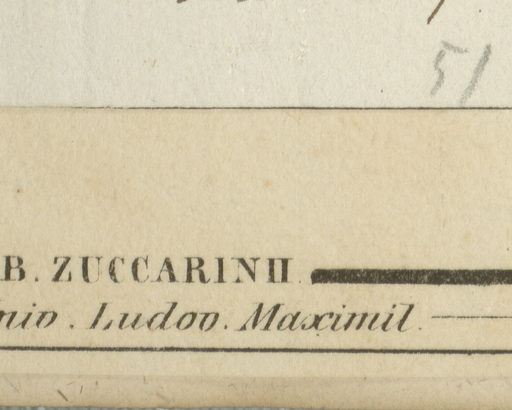 51
B. ZUCCARINII.
niv. Ludov. Maximil.